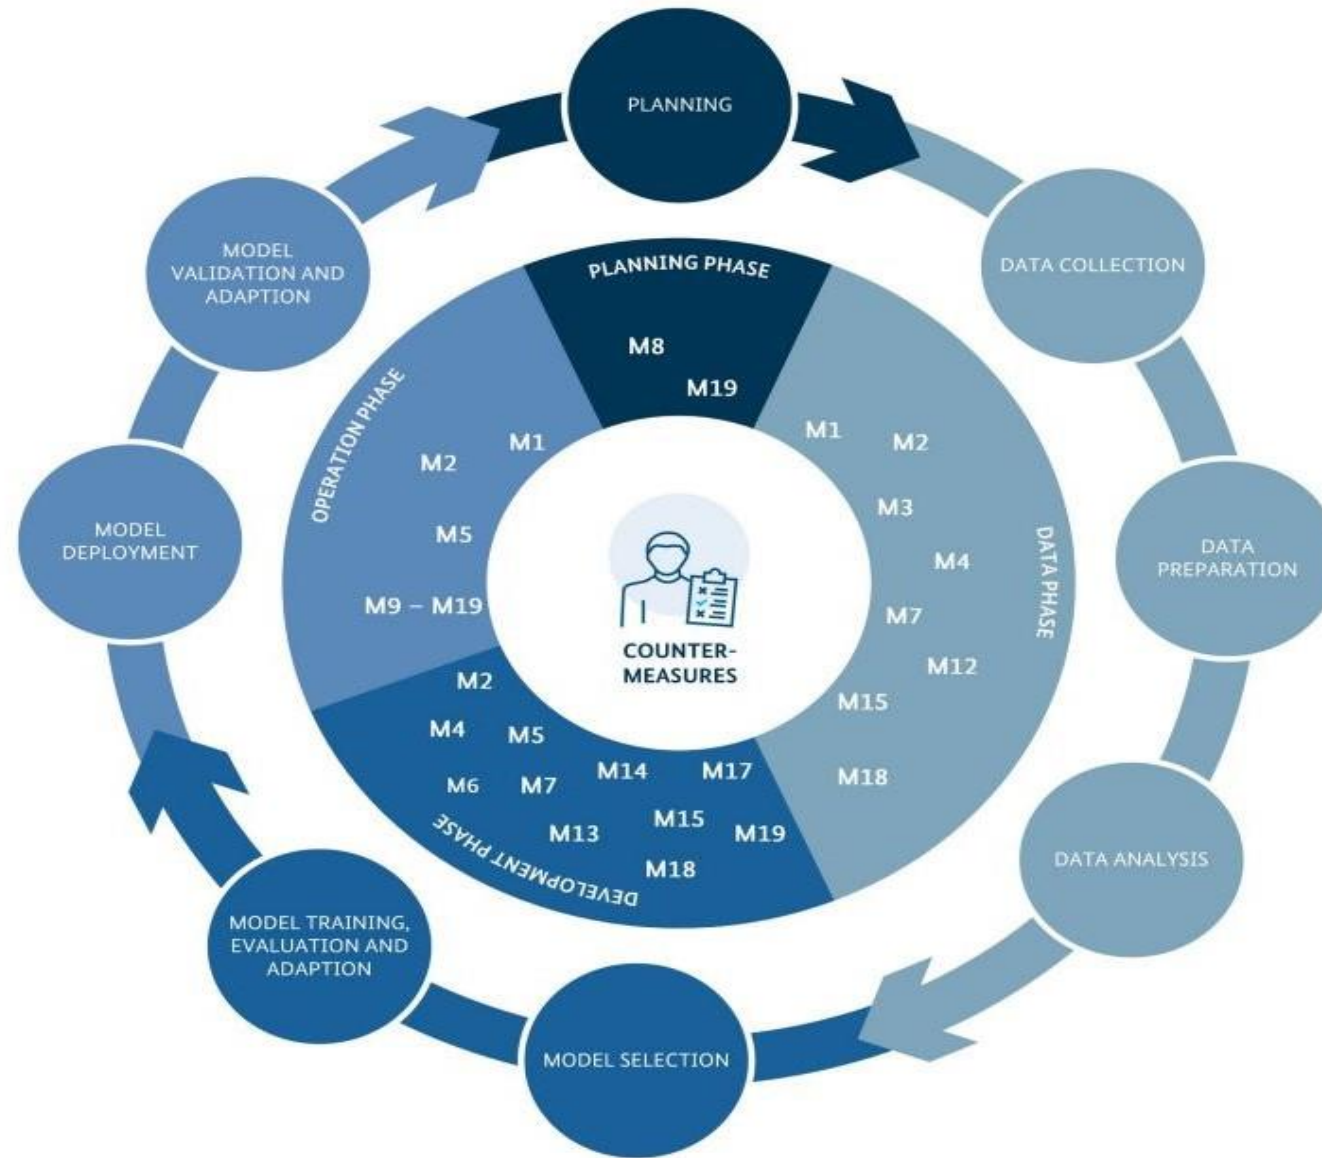 PLANNING
DATA COLLECTION
DATA
PREPARATION
DATA ANALYSIS
MODEL SELECTION
MODEL TRAINING,
EVALUATION AND
ADAPTION
MODEL
DEPLOYMENT
MODEL
VALIDATION AND
ADAPTION
PLANNING PHASE
M8
M19
DATA PHASE
M1
M2
M3
M4
M7
M12
M15
M18
DEVELOPMENT PHASE
M2
M4
M5
M6
M7
M14
M17
M13
M15
M19
M18
OPERATION PHASE
M1
M2
M5
M9 – M19
COUNTER-
MEASURES